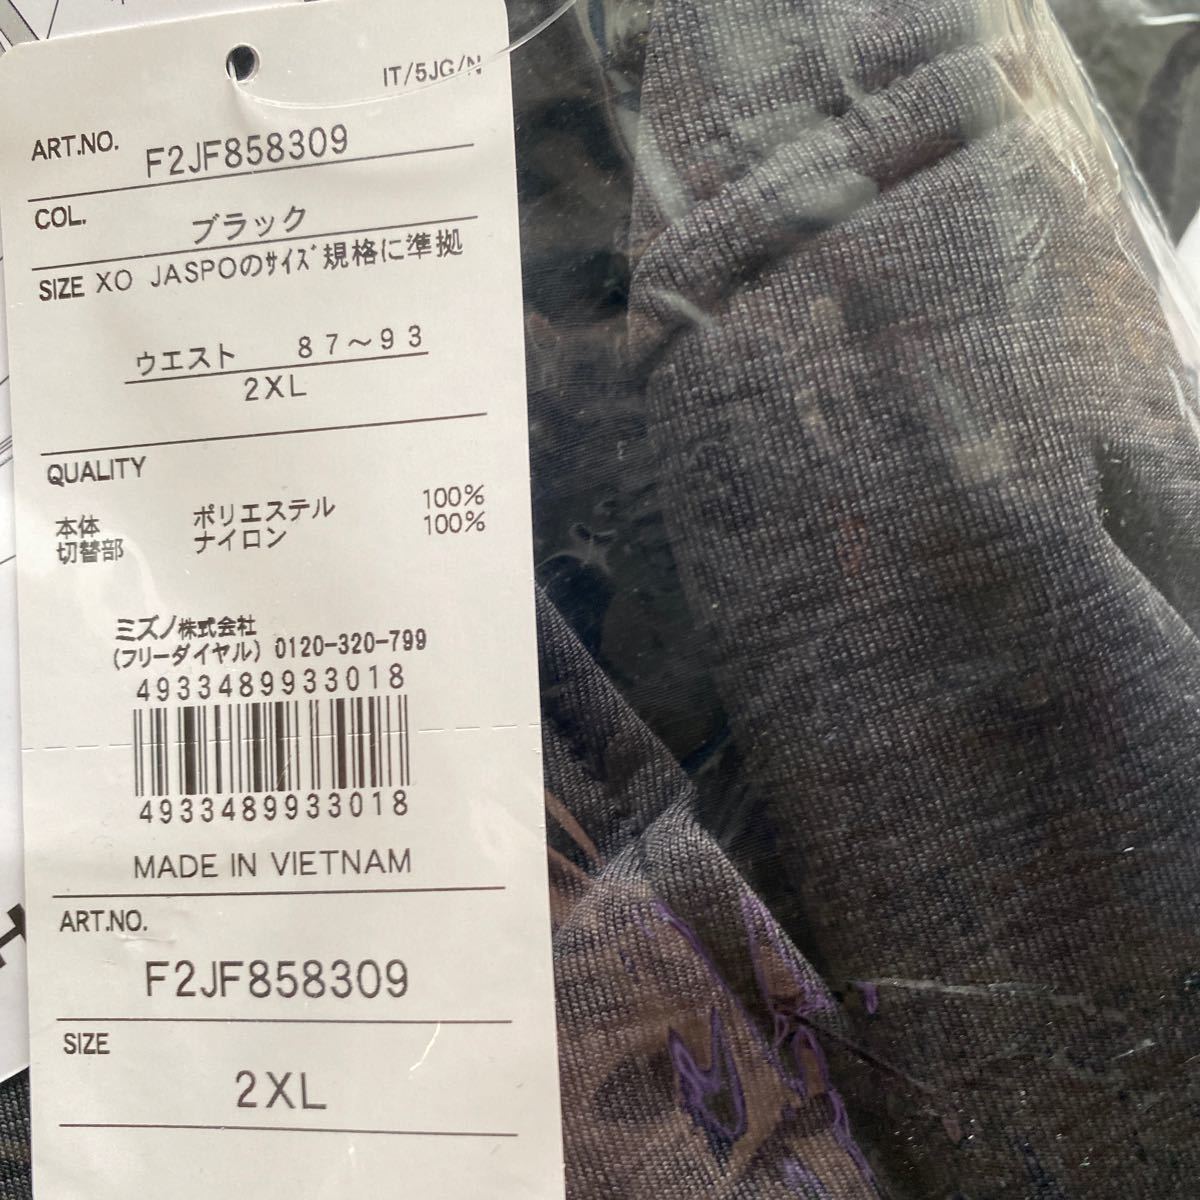 IT/5JG/N
ART.NO. F2JF858309
COL. ブラック
SIZE XO JASPOのサイズ規格に準拠
ウエスト 87〜93
2XL
QUALITY
本体 ポリエステル 100%
切替部 ナイロン 100%
ミズノ株式会社
(フリーダイヤル) 0120-320-799
4933489933018
4933489933018
MADE IN VIETNAM
ART.NO.
F2JF858309
SIZE
2XL